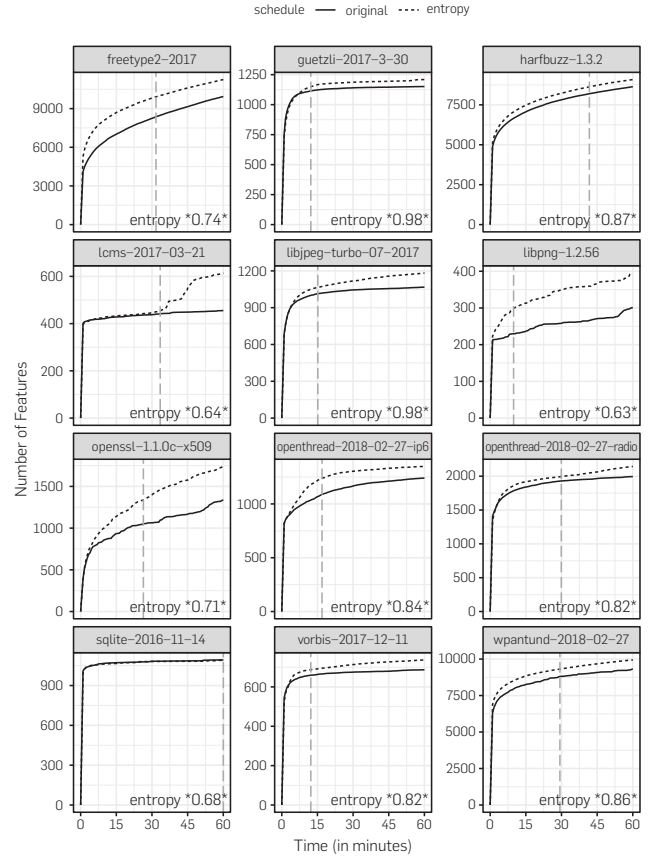 schedule original entropy
freetype2-2017 guetzli-2017-3-30 harfbuzz-1.3.2
9000
6000
3000
0
entropy *0.74*
1250
1000
750
500
250
0
entropy *0.98*
7500
5000
2500
0
entropy *0.87*
lcms-2017-03-21 libjpeg-turbo-07-2017 libpng-1.2.56
600
400
200
0
entropy *0.64*
1200
900
600
300
0
entropy *0.98*
400
300
200
100
0
entropy *0.63*
openssl-1.1.0c-x509 openthread-2018-02-27-ip6 openthread-2018-02-27-radio
1500
1000
500
0
entropy *0.71*
1000
500
0
entropy *0.84*
2000
1500
1000
500
0
entropy *0.82*
sqlite-2016-11-14 vorbis-2017-12-11 wpantund-2018-02-27
900
600
300
0
entropy *0.68*
600
400
200
0
entropy *0.82*
10000
7500
5000
2500
0
entropy *0.86*
0 15 30 45 60 0 15 30 45 60 0 15 30 45 60
Time (in minutes)
Number of Features